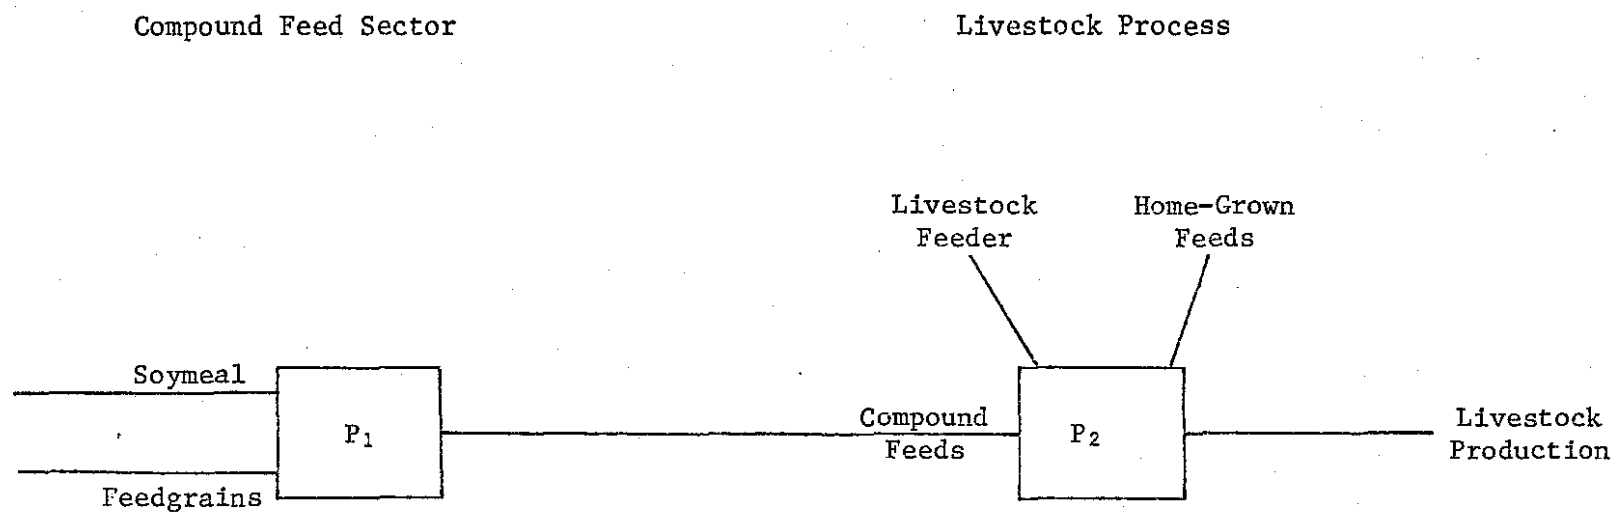 Compound Feed Sector
Livestock Process
Livestock
Feeder
Home-Grown
Feeds
Soymeal
Feedgrains
P₁
Compound
Feeds
P₂
Livestock
Production